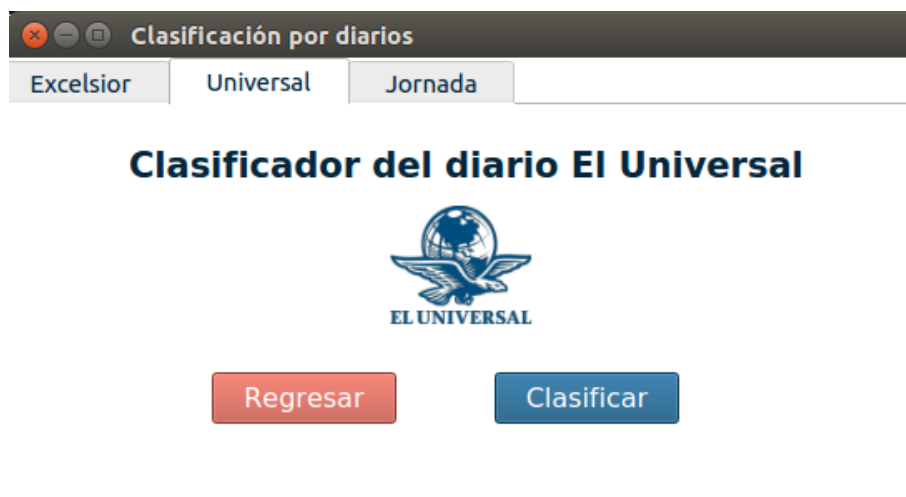 Clasificación por diarios
Excelsior Universal Jornada
Clasificador del diario El Universal
EL UNIVERSAL
Regresar Clasificar